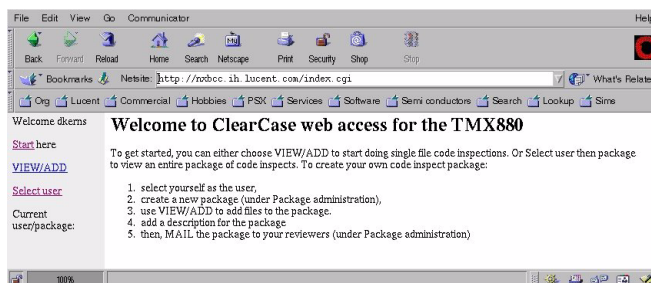 File Edit View Go Communicator Help
Back Forward Reload Home Search Netscape Print Security Shop Stop
Bookmarks Netsite: http://nxbcc.ih.lucent.com/index.cgi What's Relate
Org Lucent Commercial Hobbies PSX Services Software Semi conductors Search Lookup Sims
Welcome dkerns
Start here
VIEW/ADD
Select user
Current
user/package:
Welcome to ClearCase web access for the TMX880
To get started, you can either choose VIEW/ADD to start doing single file code inspections. Or Select user then package
to view an entire package of code inspects. To create your own code inspect package:
1. select yourself as the user,
2. create a new package (under Package administration),
3. use VIEW/ADD to add files to the package.
4. add a description for the package
5. then, MAIL the package to your reviewers (under Package administration)
100%